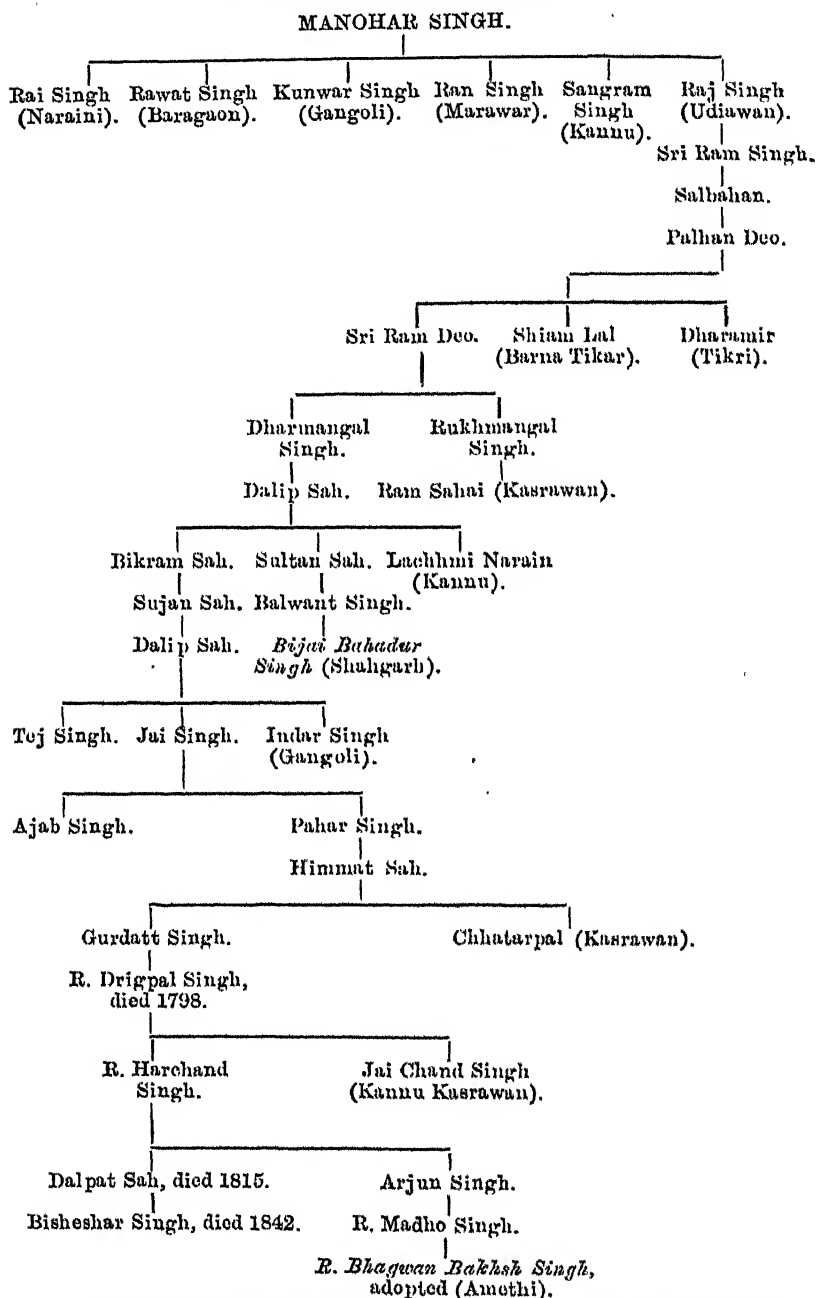 MANOHAR SINGH.
Rai Singh Rawat Singh Kunwar Singh Ran Singh Sangram Raj Singh
(Naraini). (Baragaon). (Gangoli). (Marawar). Singh (Udiawan).
(Kannu).
Sri Ram Singh.
Salbahan.
Palhan Deo.
Sri Ram Deo. Shiam Lal Dharamir
(Barna Tikar). (Tikri).
Dharmangal Rukhmangal
Singh. Singh.
Dalip Sah. Ram Sahai (Kasrawan).
Bikram Sah. Sultan Sah. Lachhmi Narain
(Kannu).
Sujan Sah. Balwant Singh.
Dalip Sah. Bijai Bahadur
Singh (Shahgarh).
Tej Singh. Jai Singh. Indar Singh
(Gangoli).
Ajab Singh. Pahar Singh.
Himmat Sah.
Gurdatt Singh. Chhatarpal (Kasrawan).
R. Drigpal Singh,
died 1798.
R. Harchand Jai Chand Singh
Singh. (Kannu Kasrawan).
Dalpat Sah, died 1815. Arjun Singh.
Bisheshar Singh, died 1842. R. Madho Singh.
R. Bhagwan Bakhsh Singh,
adopted (Amethi).